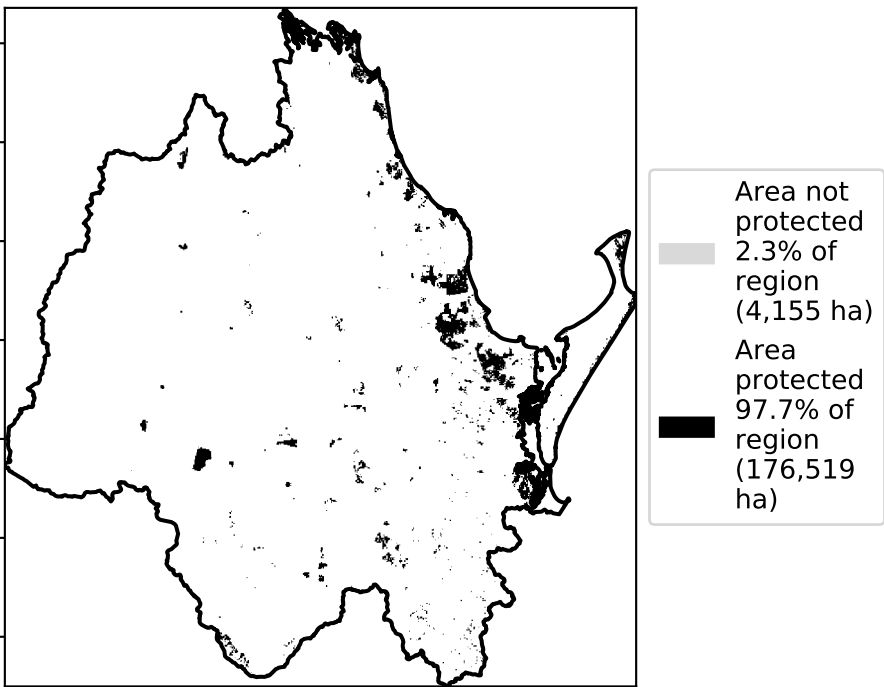 Area not
protected
2.3% of
region
(4,155 ha)
Area
protected
97.7% of
region
(176,519
ha)